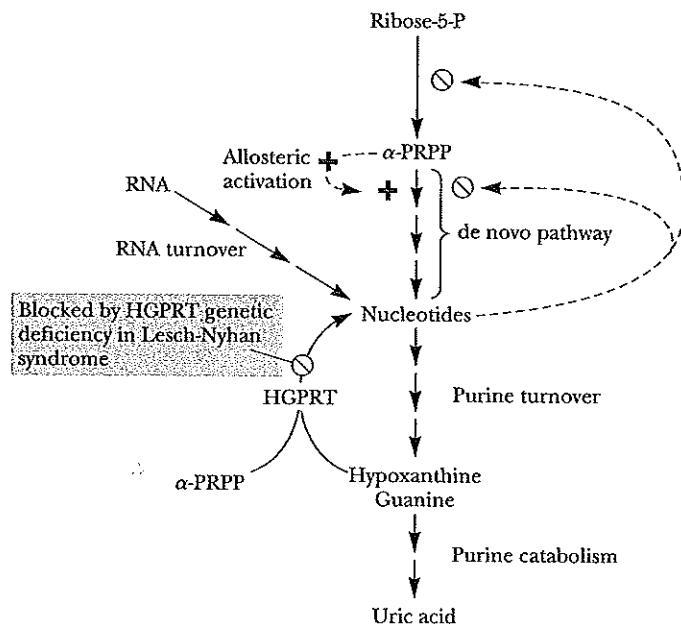 Ribose-5-P
α-PRPP
Allosteric
activation
RNA
RNA turnover
de novo pathway
Nucleotides
Blocked by HGPRT genetic
deficiency in Lesch-Nyhan
syndrome
HGPRT
Purine turnover
α-PRPP
Hypoxanthine
Guanine
Purine catabolism
Uric acid